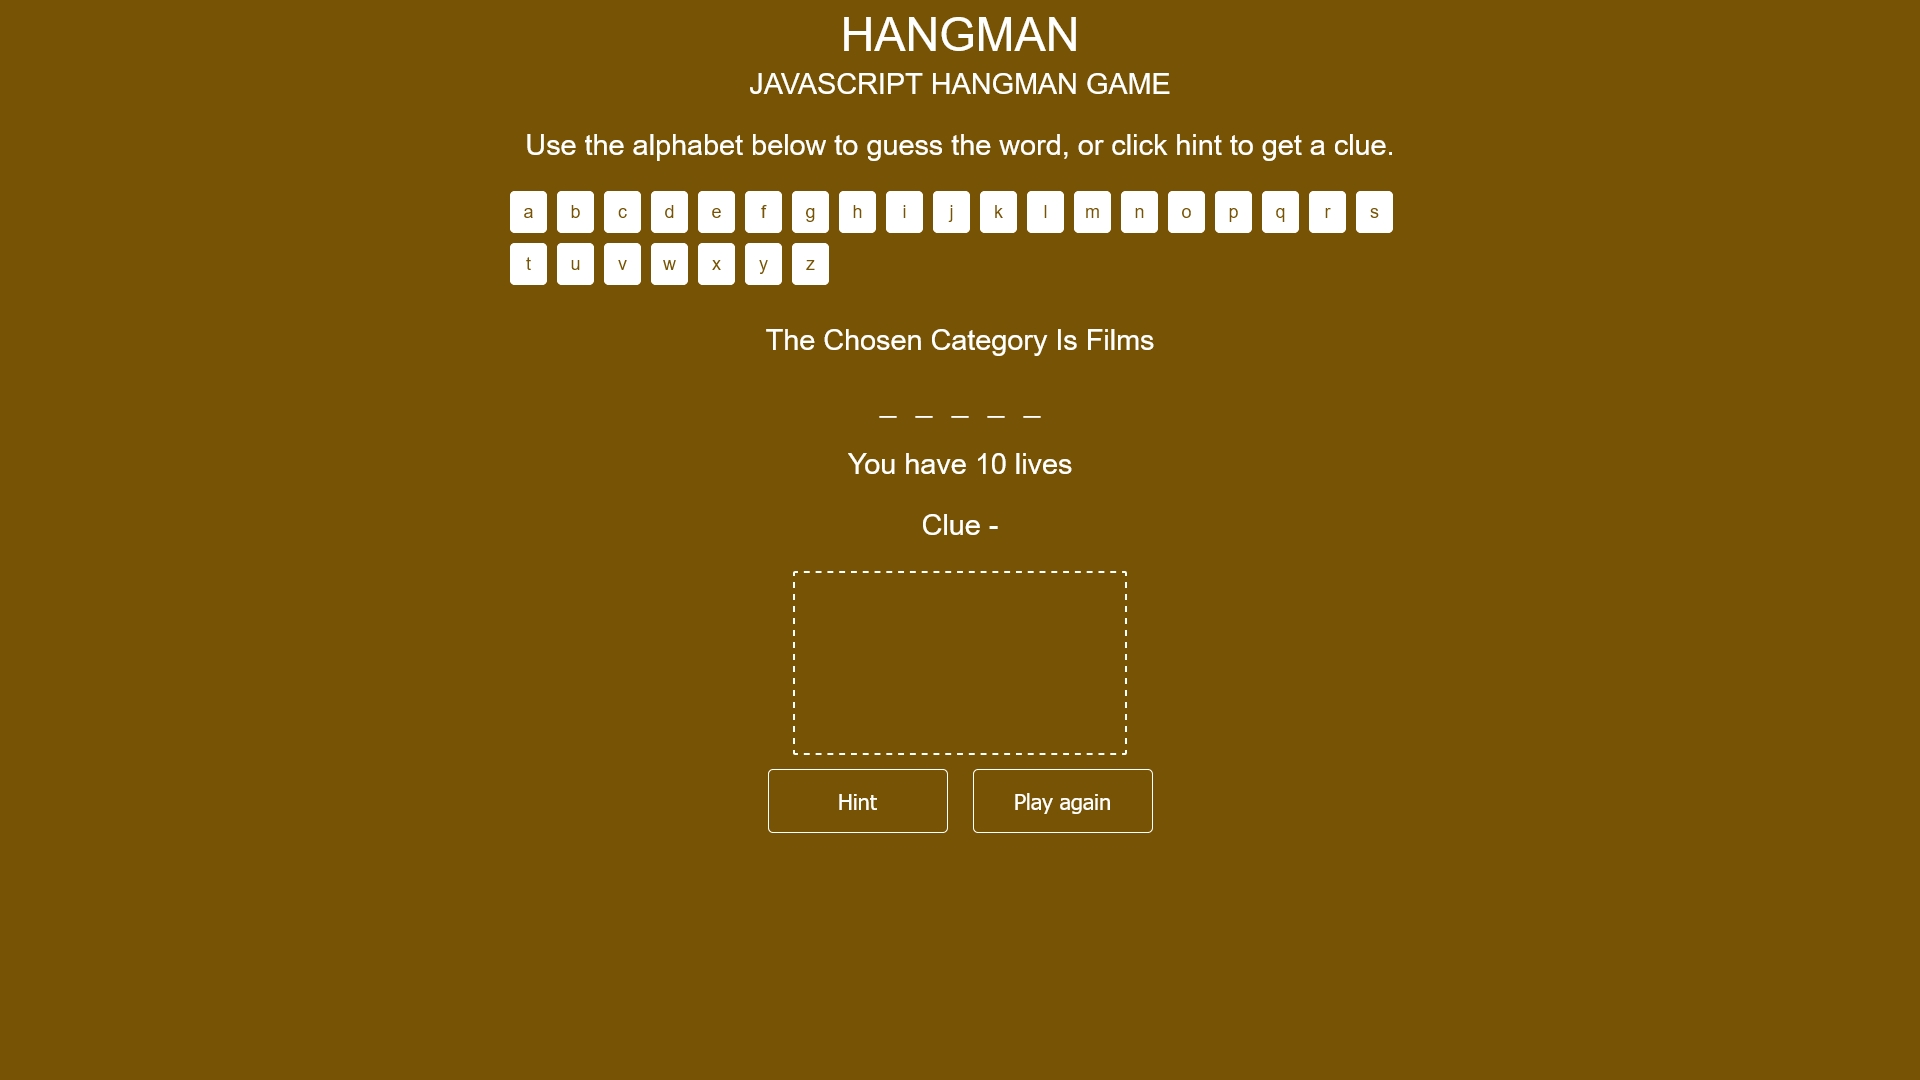 HANGMAN
JAVASCRIPT HANGMAN GAME
Use the alphabet below to guess the word, or click hint to get a clue.
a b c d e f g h i j k l m n o p q r s
t u v w x y z
The Chosen Category Is Films
_ _ _ _ _
You have 10 lives
Clue -
Hint Play again